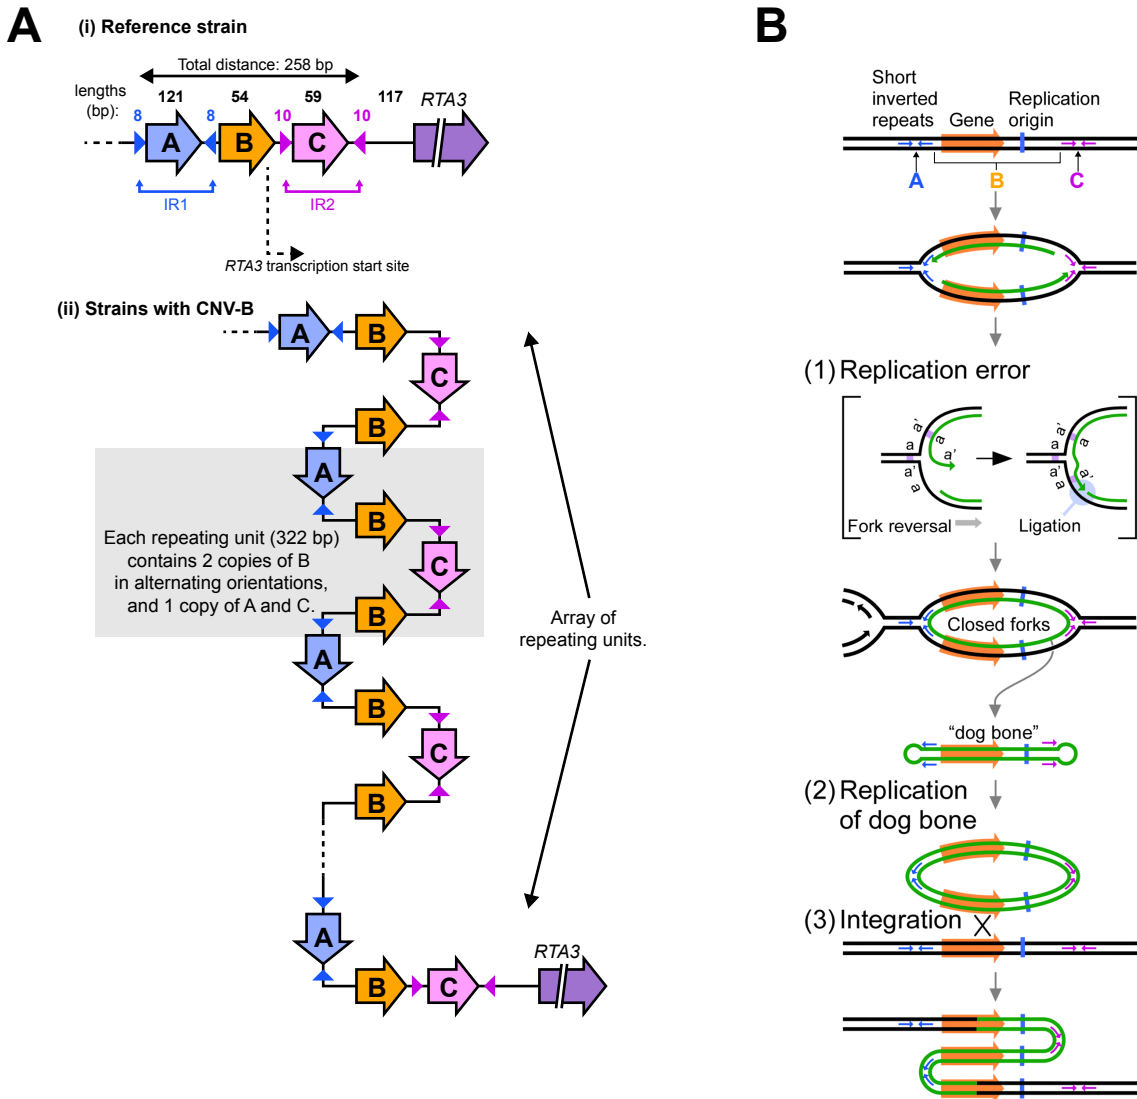 A
(i) Reference strain
Total distance: 258 bp
lengths
(bp):
121
54
59
117
8
8
10
10
RTA3
A
B
C
IR1
IR2
RTA3 transcription start site
(ii) Strains with CNV-B
A
B
C
B
A
B
C
Each repeating unit (322 bp)
contains 2 copies of B
in alternating orientations,
and 1 copy of A and C.
B
A
B
C
B
A
B
C
RTA3
Array of
repeating units.
B
Short
inverted
repeats
Gene
Replication
origin
A
B
C
(1) Replication error
a
a'
a
a'
a'
a
a
a'
a
a'
a'
a
Fork reversal
Ligation
Closed forks
“dog bone”
(2) Replication
of dog bone
(3) Integration